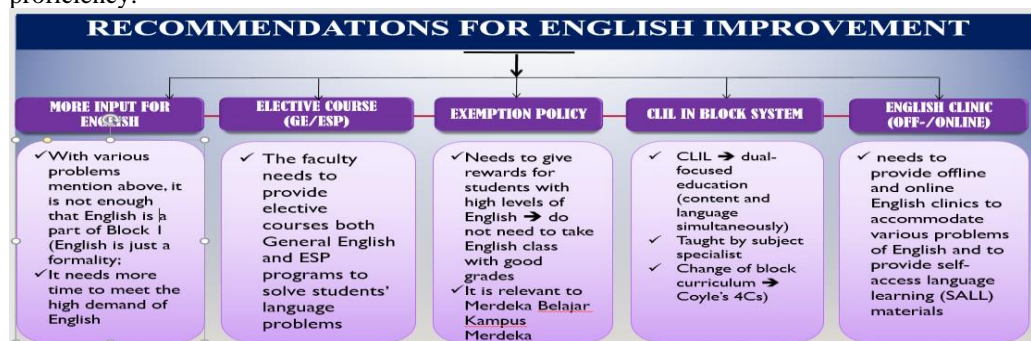 proficiency.
RECOMMENDATIONS FOR ENGLISH IMPROVEMENT
MORE INPUT FOR
ENGLISH
✓With various
problems
mention above, it
is not enough
that English is a
part of Block 1
(English is just a
formality;
✓It needs more
time to meet the
high demand of
English
ELECTIVE COURSE
(GE/ESP)
✓ The faculty
needs to
provide
elective
courses both
General English
and ESP
programs to
solve students'
language
problems
EXEMPTION POLICY
✓Needs to give
rewards for
students with
high levels of
English ➔ do
not need to take
English class
with good
grades
✓It is relevant to
Merdeka Belajar
Kampus
Merdeka
CLIL IN BLOCK SYSTEM
✓ CLIL ➔ dual-
focused
education
(content and
language
simultaneously)
✓ Taught by subject
specialist
✓ Change of block
curriculum ➔
Coyle's 4Cs)
ENGLISH CLINIC
(OFF-/ONLINE)
✓ needs to
provide offline
and online
English clinics to
accommodate
various problems
of English and to
provide self-
access language
learning (SALL)
materials